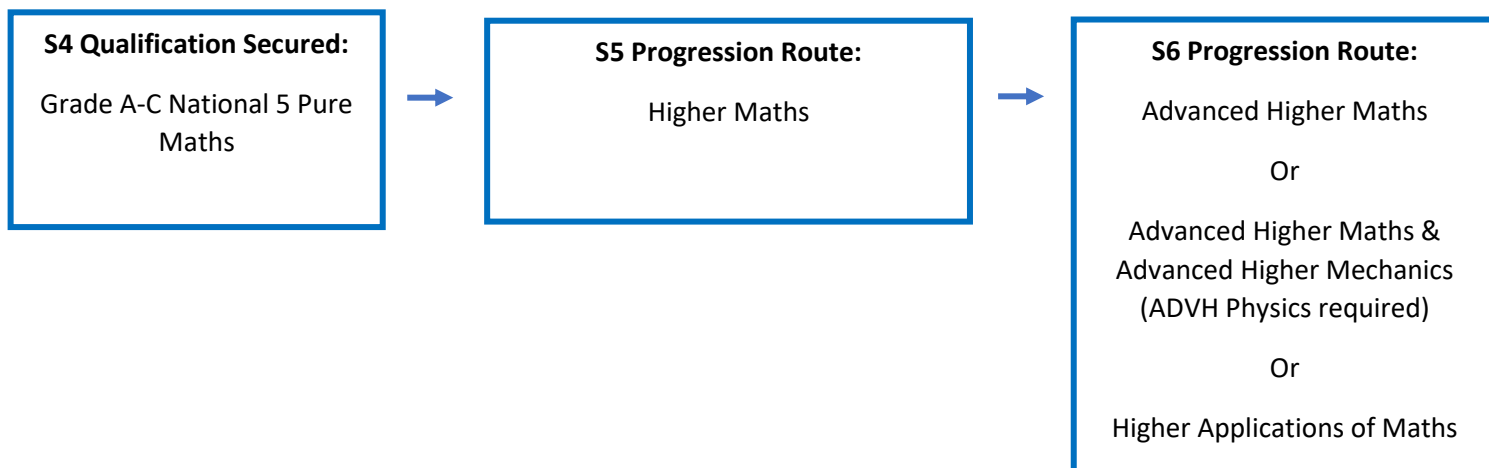 S4 Qualification Secured:
Grade A-C National 5 Pure
Maths
S5 Progression Route:
Higher Maths
S6 Progression Route:
Advanced Higher Maths
Or
Advanced Higher Maths &
Advanced Higher Mechanics
(ADVH Physics required)
Or
Higher Applications of Maths